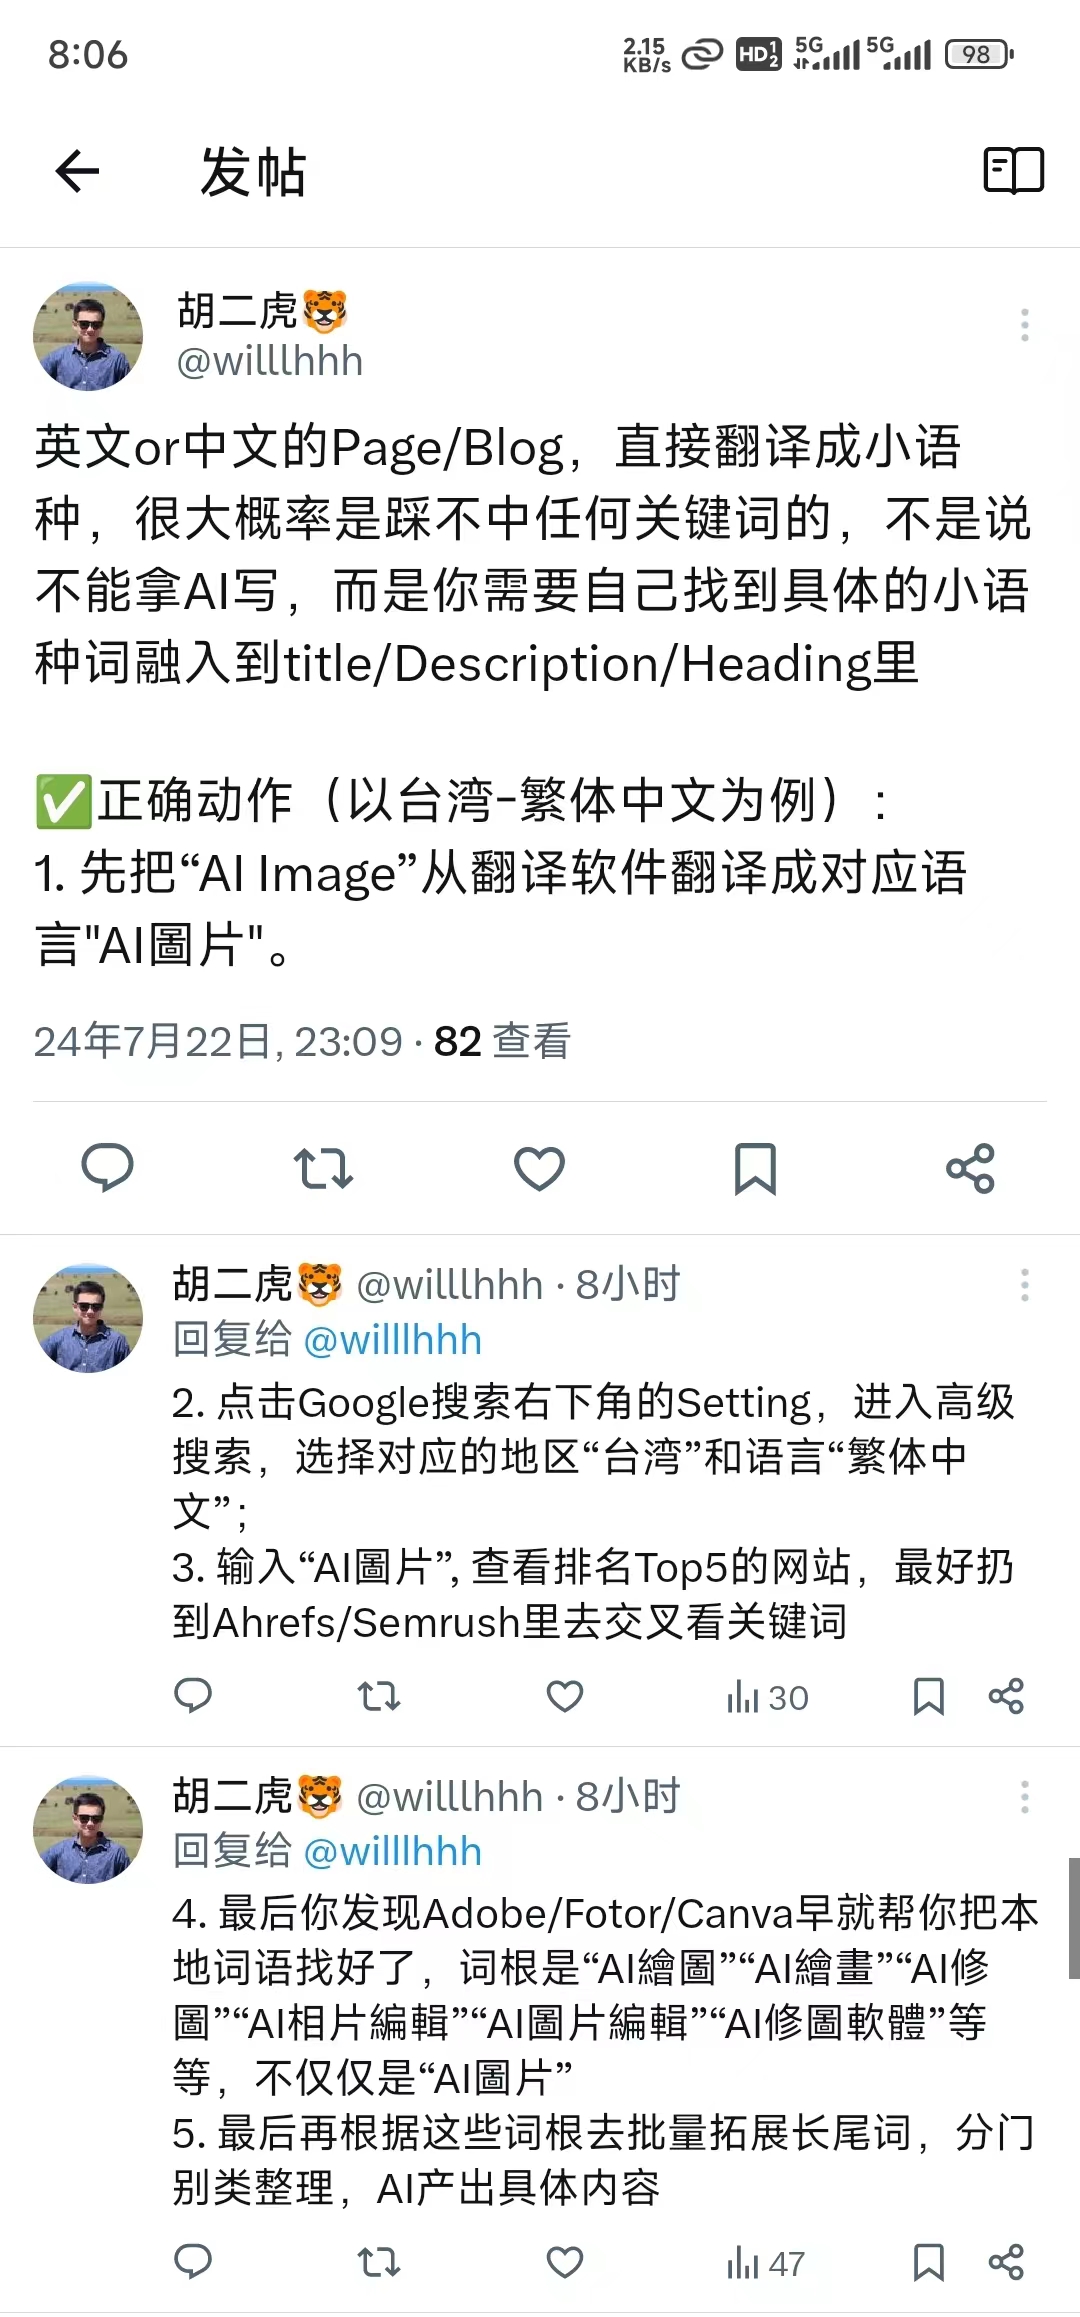 8:06
2.15
KB/s
HD 1 2
5G
5G
98
发帖
胡二虎🐯
@willlhhh
英文or中文的Page/Blog，直接翻译成小语
种，很大概率是踩不中任何关键词的，不是说
不能拿AI写，而是你需要自己找到具体的小语
种词融入到title/Description/Heading里
✅正确动作（以台湾-繁体中文为例）：
1. 先把“AI Image”从翻译软件翻译成对应语
言"AI圖片"。
24年7月22日, 23:09 · 82 查看
胡二虎🐯 @willlhhh · 8小时
回复给 @willlhhh
2. 点击Google搜索右下角的Setting，进入高级
搜索，选择对应的地区“台湾”和语言“繁体中
文”；
3. 输入“AI圖片”, 查看排名Top5的网站，最好扔
到Ahrefs/Semrush里去交叉看关键词
30
胡二虎🐯 @willlhhh · 8小时
回复给 @willlhhh
4. 最后你发现Adobe/Fotor/Canva早就帮你把本
地词语找好了，词根是“AI繪圖”“AI繪畫”“AI修
圖”“AI相片編輯”“AI圖片編輯”“AI修圖軟體”等
等，不仅仅是“AI圖片”
5. 最后再根据这些词根去批量拓展长尾词，分门
别类整理，AI产出具体内容
47